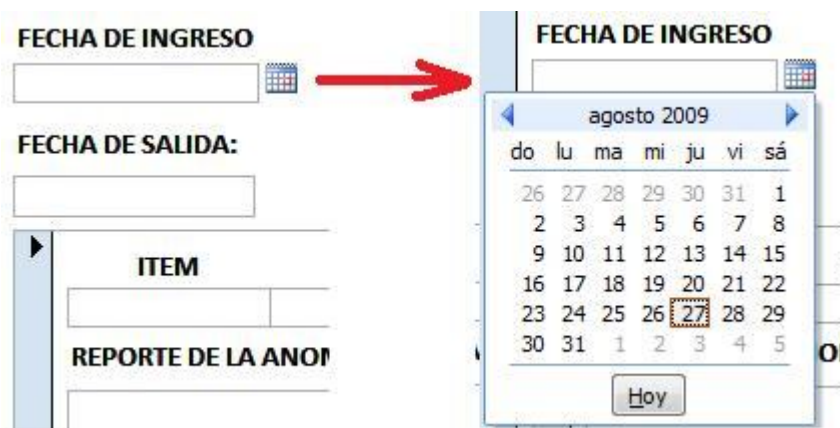 FECHA DE INGRESO
FECHA DE SALIDA:
ITEM
REPORTE DE LA ANOM
FECHA DE INGRESO
agosto 2009
do lu ma mi ju vi sá
26 27 28 29 30 31 1
2 3 4 5 6 7 8
9 10 11 12 13 14 15
16 17 18 19 20 21 22
23 24 25 26 27 28 29
30 31 1 2 3 4 5
Hoy